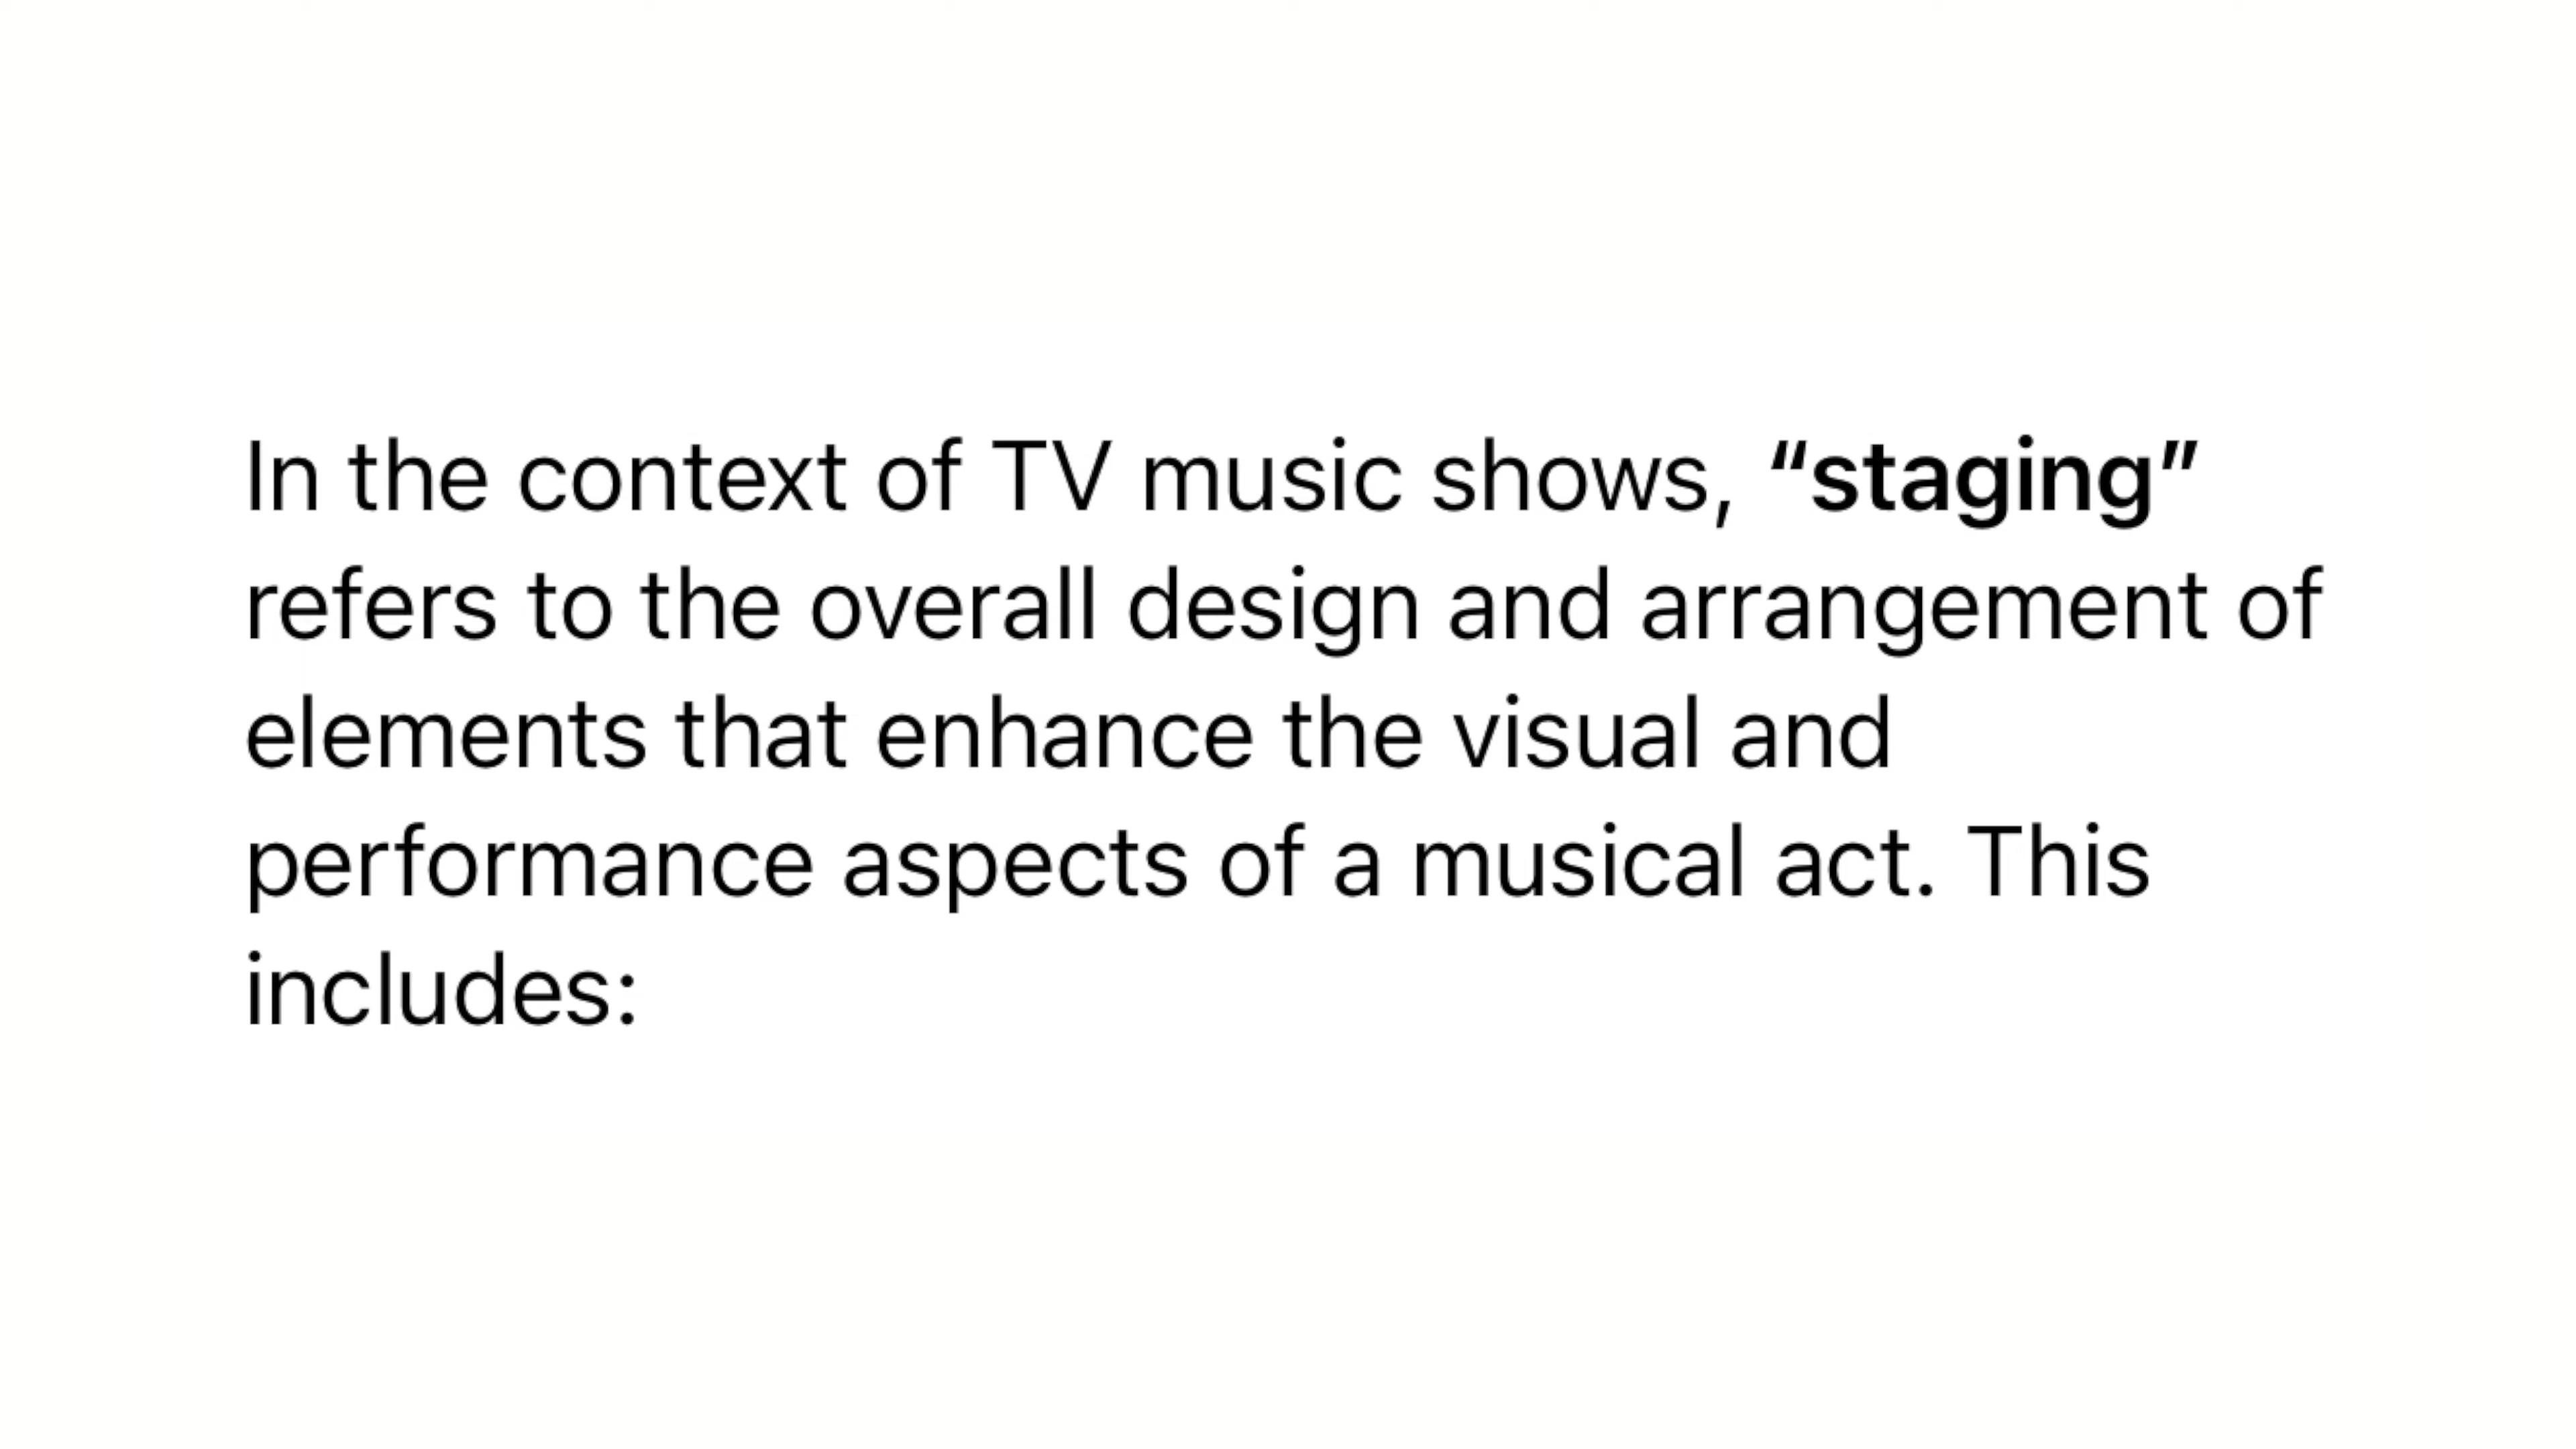 In the context of TV music shows, “staging”
refers to the overall design and arrangement of
elements that enhance the visual and
performance aspects of a musical act. This
includes: